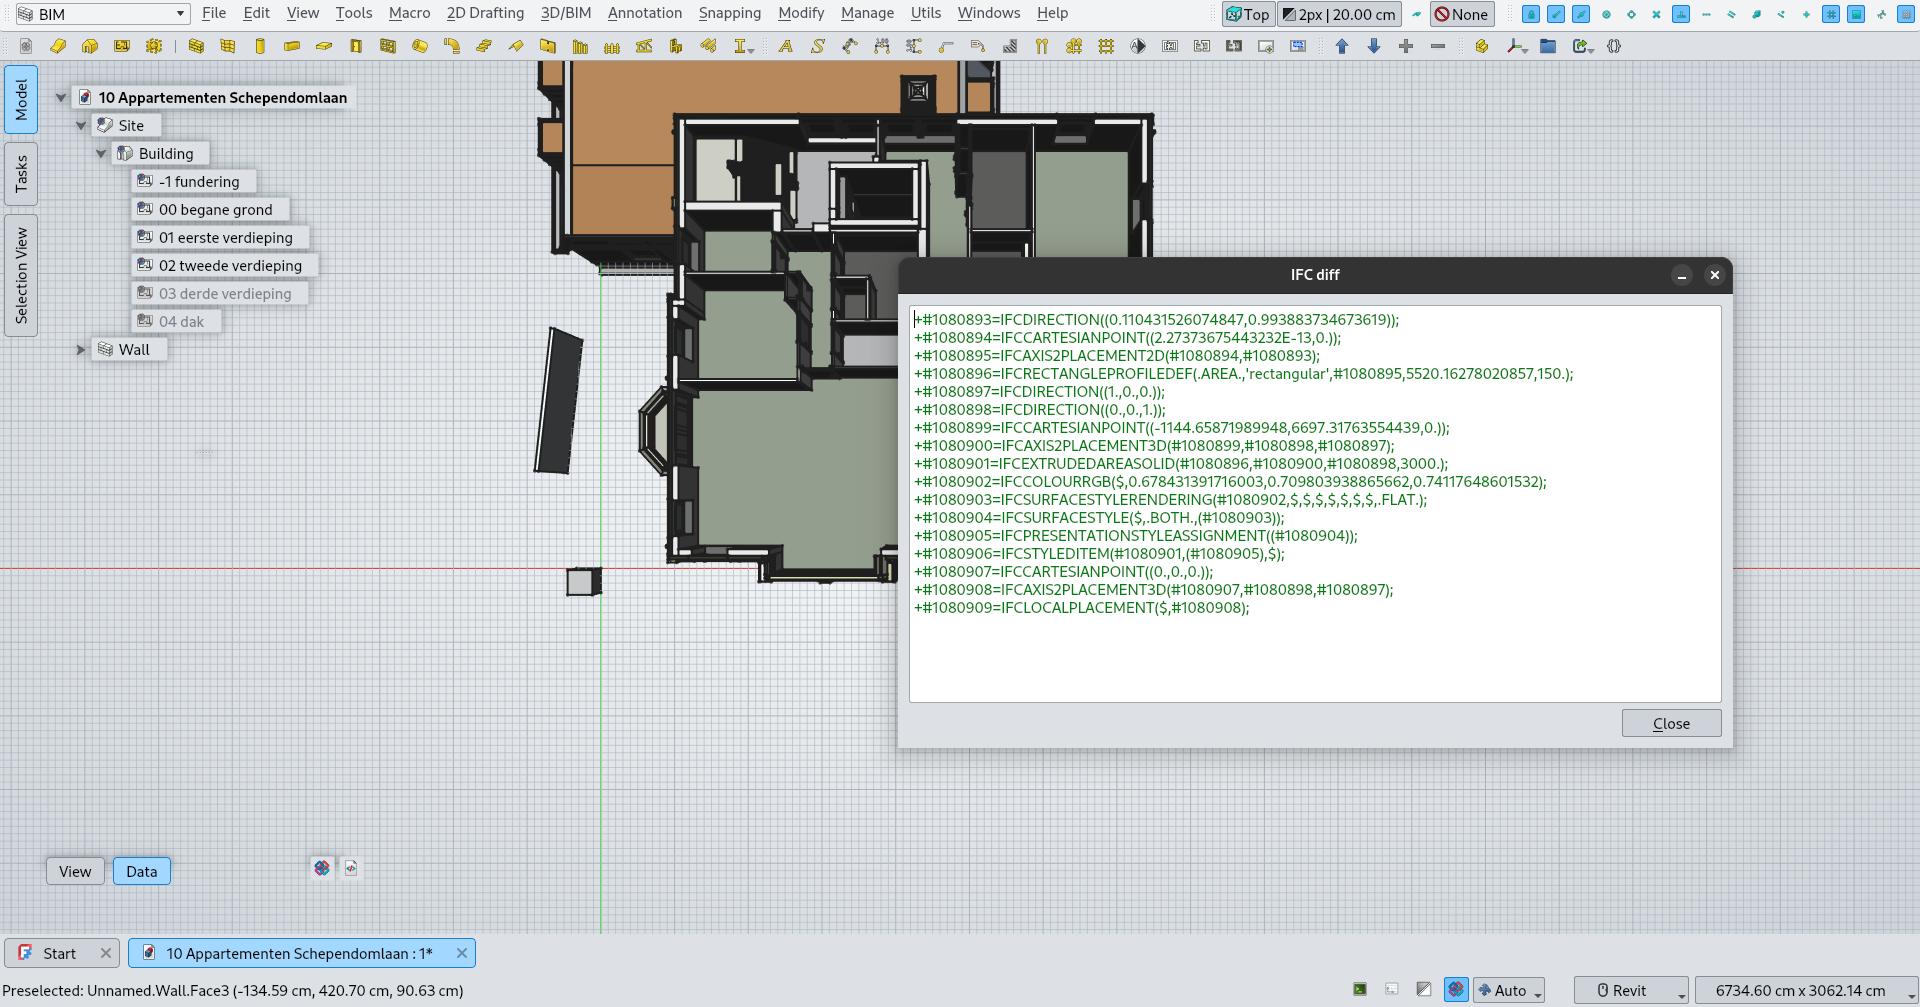 BIM
File Edit View Tools Macro 2D Drafting 3D/BIM Annotation Snapping Modify Manage Utils Windows Help
Top 2px | 20.00 cm None
Model
Tasks
Selection View
10 Appartementen Schependomlaan
Site
Building
-1 fundering
00 begane grond
01 eerste verdieping
02 tweede verdieping
03 derde verdieping
04 dak
Wall
IFC diff
+#1080893=IFCDIRECTION((0.110431526074847,0.993883734673619));
+#1080894=IFCCARTESIANPOINT((2.27373675443232E-13,0.));
+#1080895=IFCAXIS2PLACEMENT2D(#1080894,#1080893);
+#1080896=IFCRECTANGLEPROFILEDEF(.AREA.,'rectangular',#1080895,5520.16278020857,150.);
+#1080897=IFCDIRECTION((1.,0.,0.));
+#1080898=IFCDIRECTION((0.,0.,1.));
+#1080899=IFCCARTESIANPOINT((-1144.65871989948,6697.31763554439,0.));
+#1080900=IFCAXIS2PLACEMENT3D(#1080899,#1080898,#1080897);
+#1080901=IFCEXTRUDEDAREASOLID(#1080896,#1080900,#1080898,3000.);
+#1080902=IFCCOLOURRGB($,0.678431391716003,0.709803938865662,0.74117648601532);
+#1080903=IFCSURFACESTYLERENDERING(#1080902,$,$,$,$,$,$,$,.FLAT.);
+#1080904=IFCSURFACESTYLE($,.BOTH.,(#1080903));
+#1080905=IFCPRESENTATIONSTYLEASSIGNMENT((#1080904));
+#1080906=IFCSTYLEDITEM(#1080901,(#1080905),$);
+#1080907=IFCCARTESIANPOINT((0.,0.,0.));
+#1080908=IFCAXIS2PLACEMENT3D(#1080907,#1080898,#1080897);
+#1080909=IFCLOCALPLACEMENT($,#1080908);
Close
View Data
Start 10 Appartementen Schependomlaan : 1*
Preselected: Unnamed.Wall.Face3 (-134.59 cm, 420.70 cm, 90.63 cm)
Auto Revit 6734.60 cm x 3062.14 cm